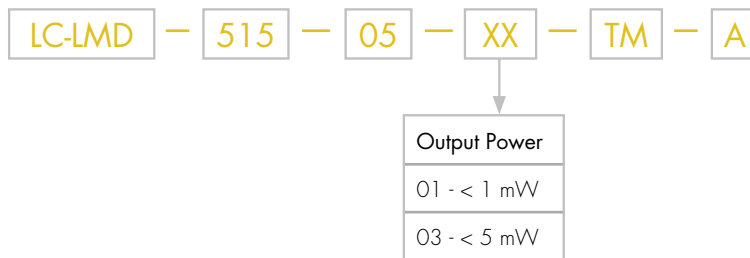 LC-LMD — 515 — 05 — XX — TM — A
Output Power
01 - < 1 mW
03 - < 5 mW